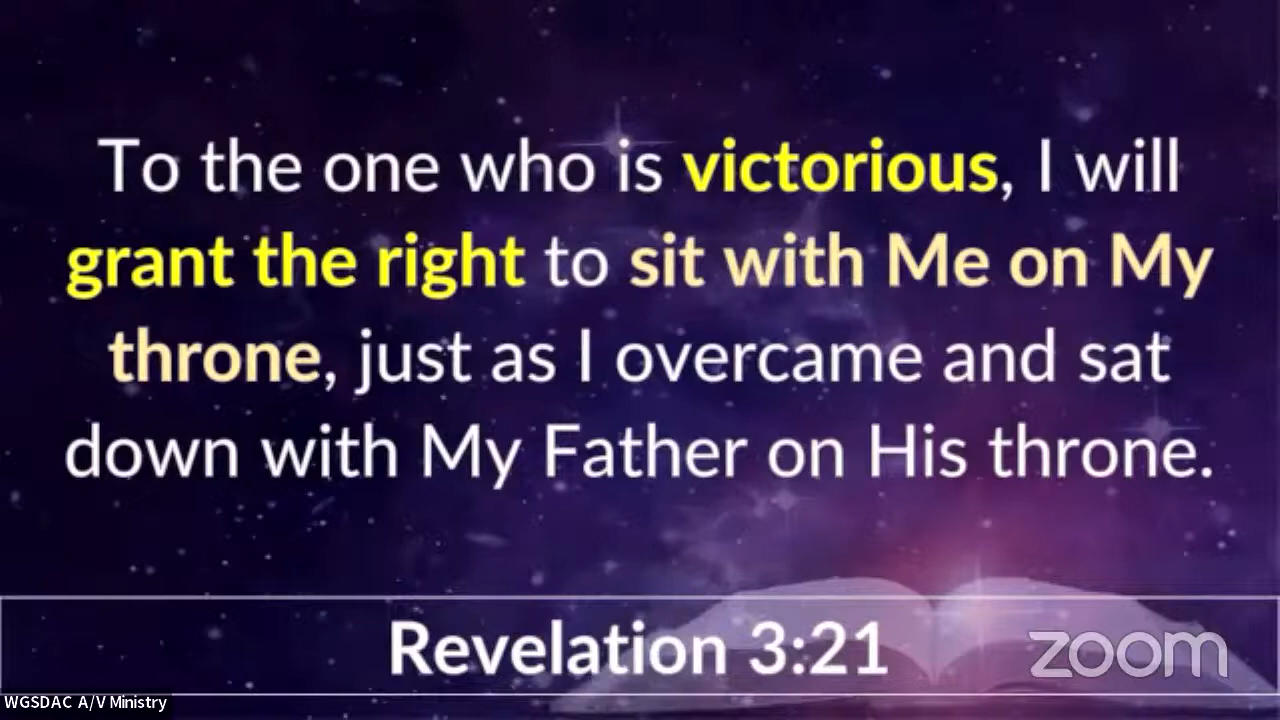 To the one who is victorious, I will
grant the right to sit with Me on My
throne, just as I overcame and sat
down with My Father on His throne.
Revelation 3:21
zoom
WGSDAC A/V Ministry